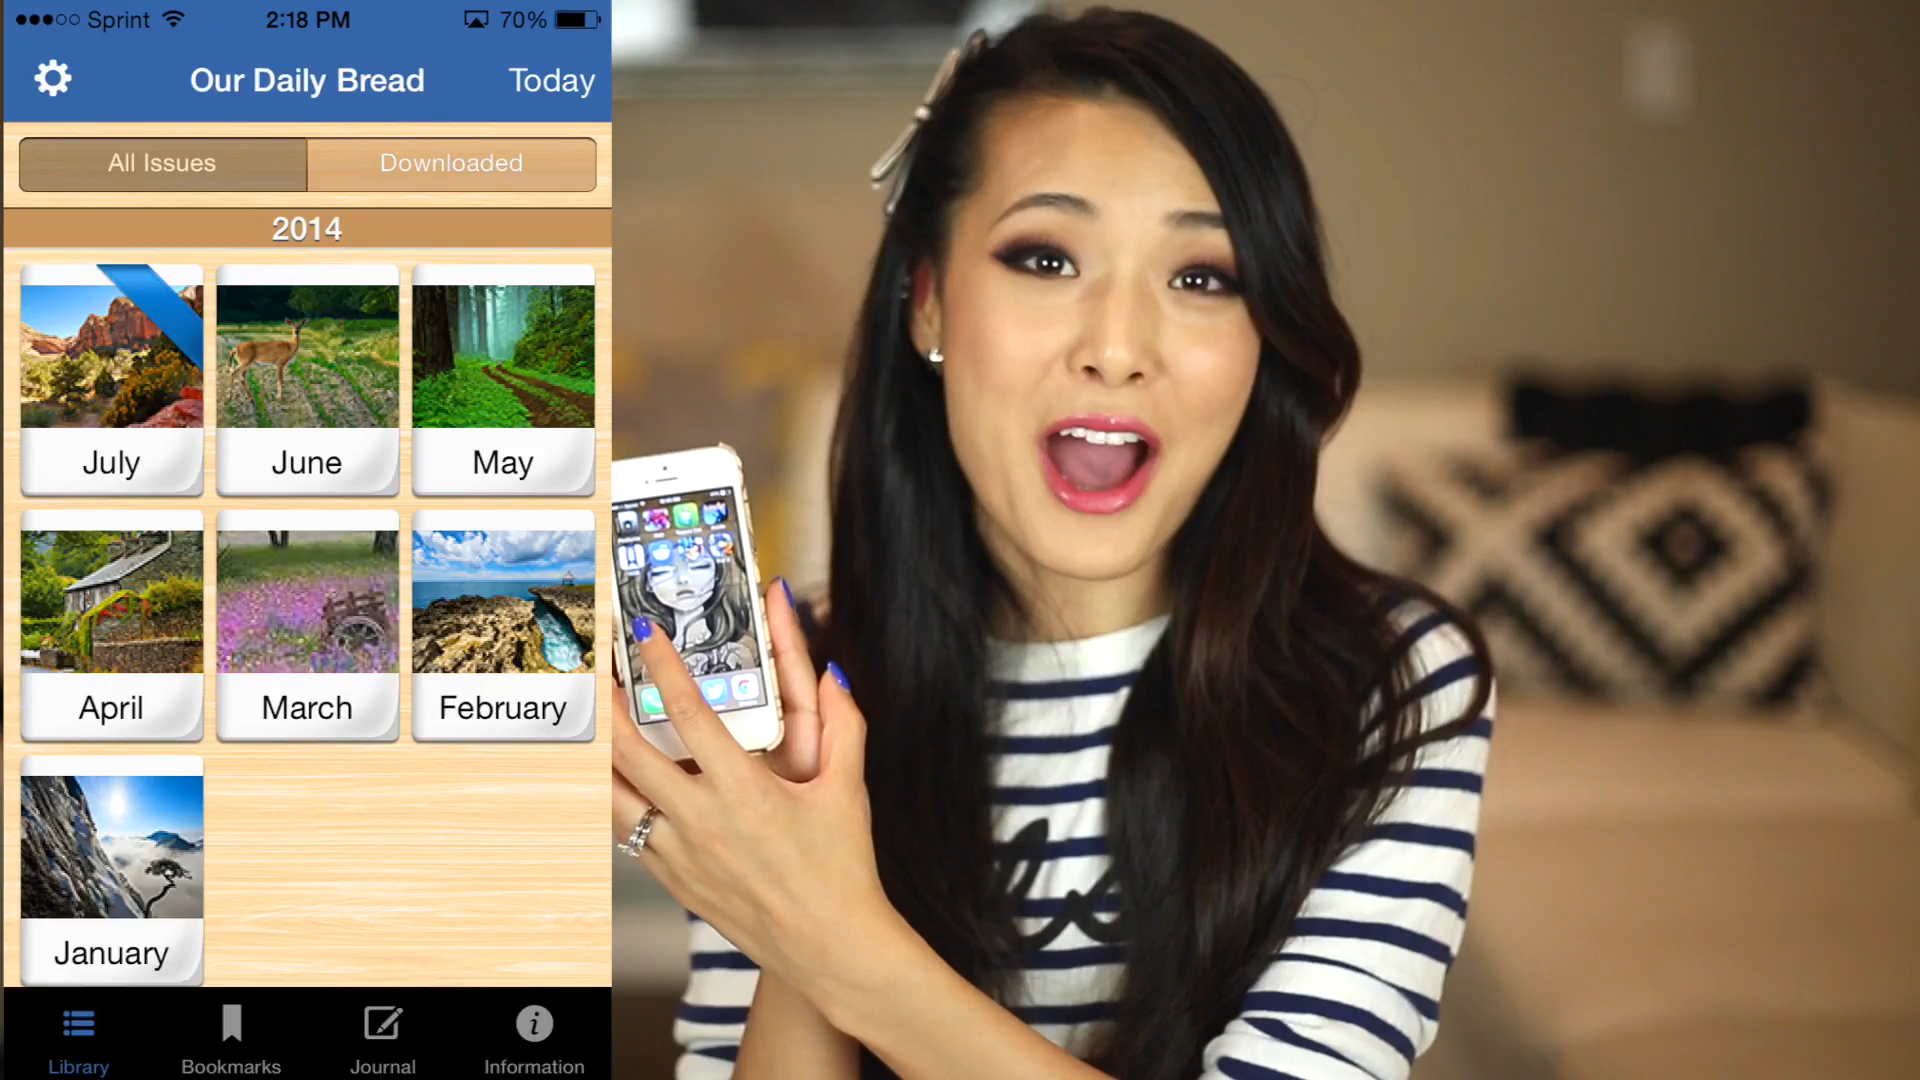 Sprint 2:18 PM 70%
Our Daily Bread Today
All Issues Downloaded
2014
July June May
April March February
January
Library Bookmarks Journal Information